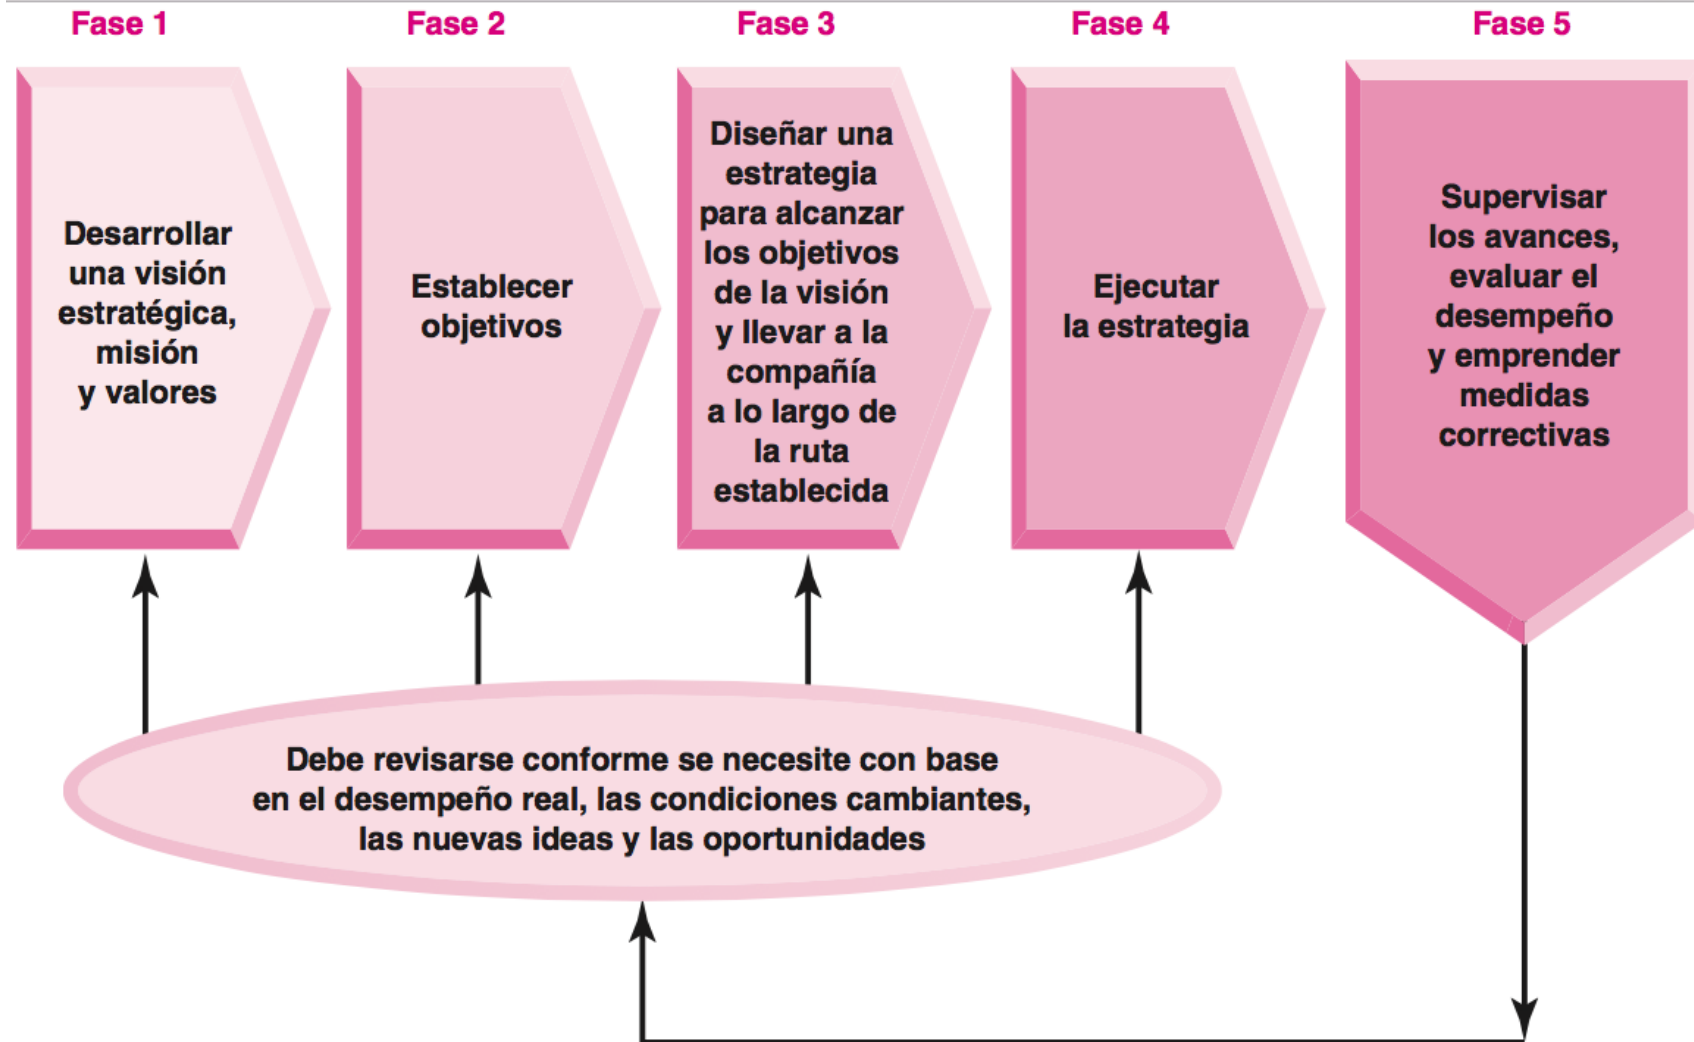 Fase 1
Fase 2
Fase 3
Fase 4
Fase 5
Desarrollar
una visión
estratégica,
misión
y valores
Establecer
objetivos
Diseñar una
estrategia
para alcanzar
los objetivos
de la visión
y llevar a la
compañía
a lo largo de
la ruta
establecida
Ejecutar
la estrategia
Supervisar
los avances,
evaluar el
desempeño
y emprender
medidas
correctivas
Debe revisarse conforme se necesite con base
en el desempeño real, las condiciones cambiantes,
las nuevas ideas y las oportunidades